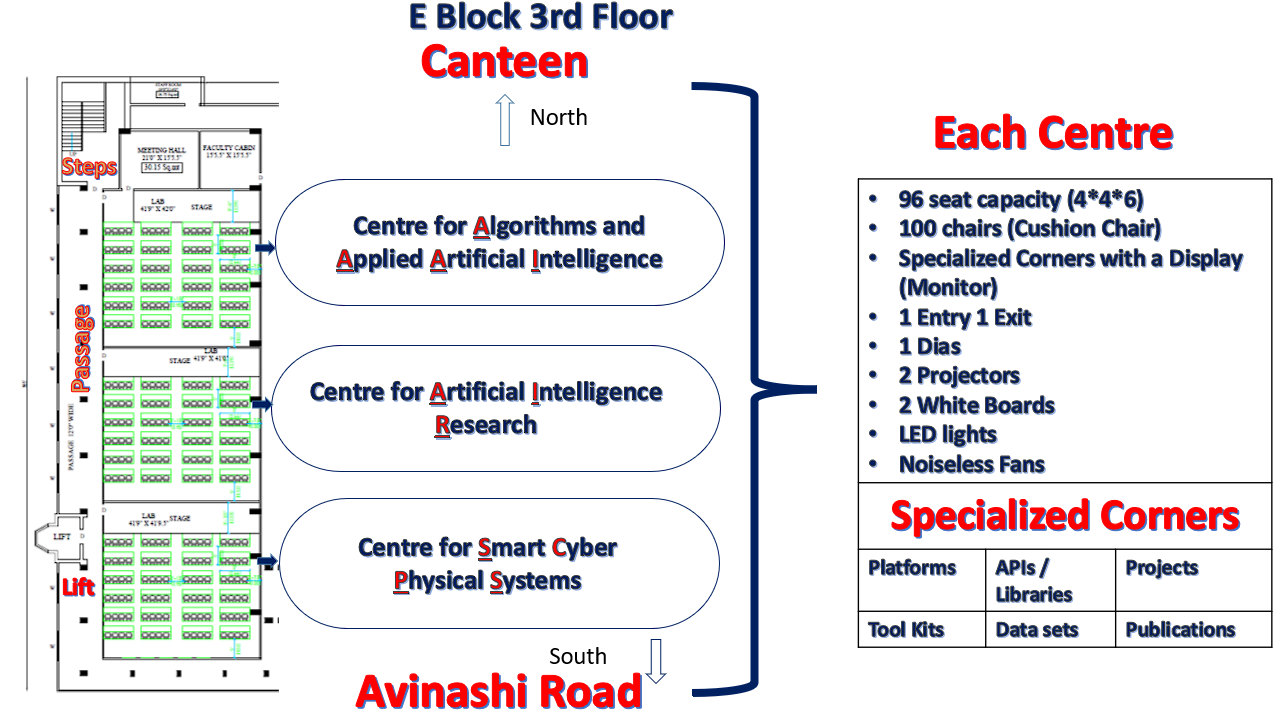 E Block 3rd Floor
Canteen
North
Steps
MEETING HALL
21'0" X 15'5.5"
30.15 Sq.mt
FACULTY CABIN
15'5.5" X 15'5.5"
LAB
41'9" X 42'0"
STAGE
Passage
PASSAGE 12'0" WIDE
LAB
STAGE
LAB
STAGE
41'9" X 41'9.5"
LIFT
Lift
Centre for Algorithms and
Applied Artificial Intelligence
Centre for Artificial Intelligence
Research
Centre for Smart Cyber
Physical Systems
South
Avinashi Road
Each Centre
• 96 seat capacity (4*4*6)
• 100 chairs (Cushion Chair)
• Specialized Corners with a Display
(Monitor)
• 1 Entry 1 Exit
• 1 Dias
• 2 Projectors
• 2 White Boards
• LED lights
• Noiseless Fans
Specialized Corners
Platforms
APIs /
Libraries
Projects
Tool Kits
Data sets
Publications